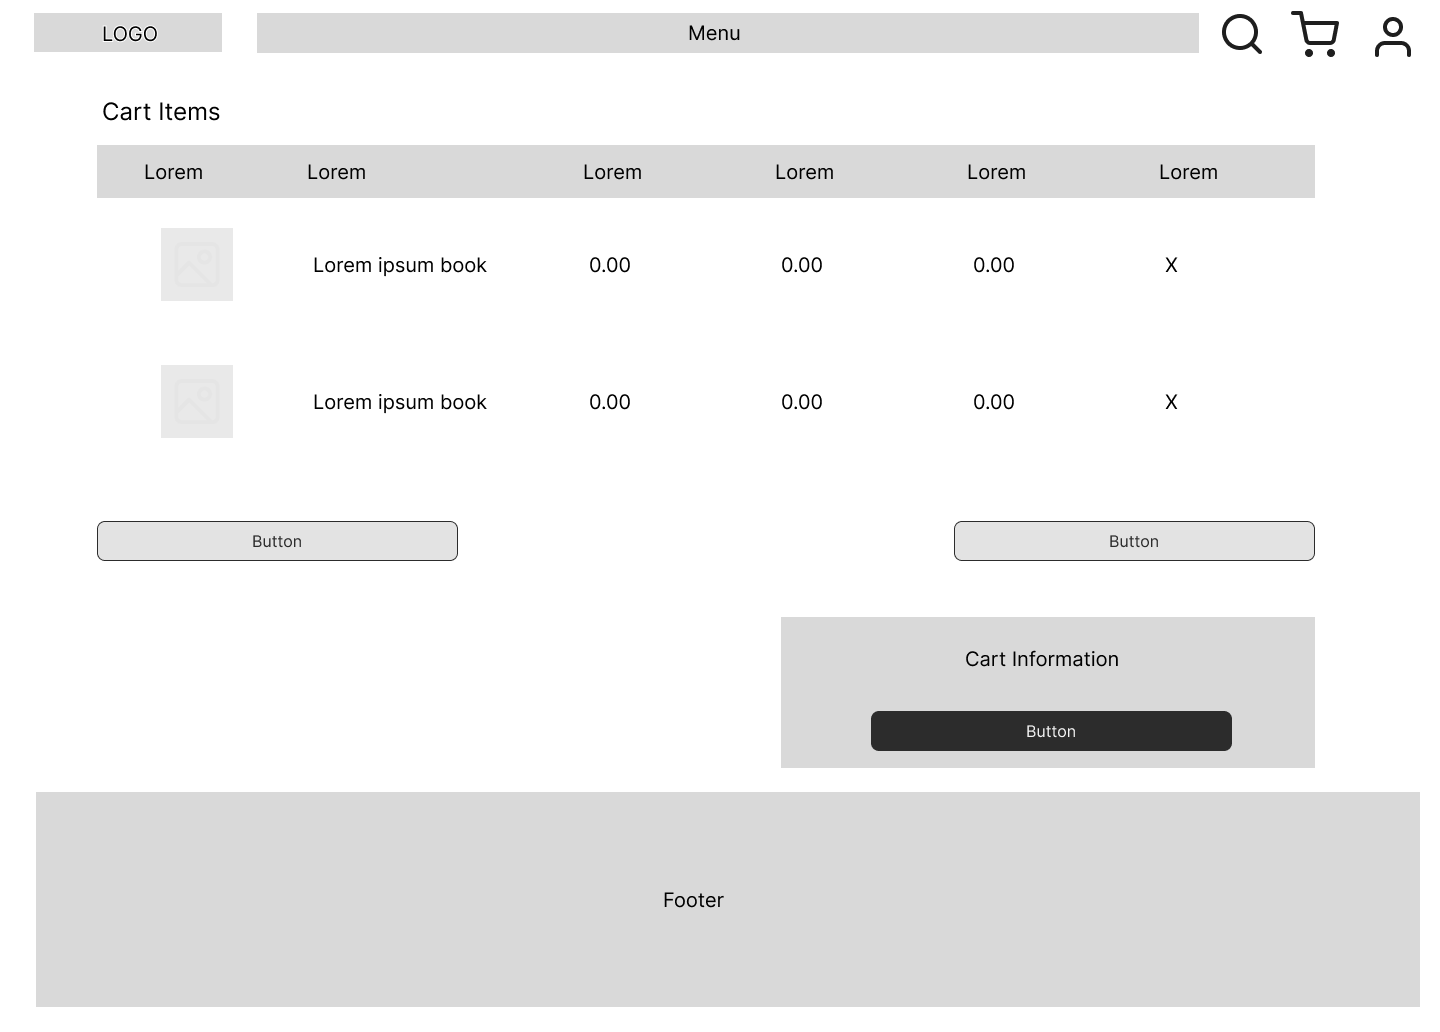 LOGO
Menu
Cart Items
Lorem Lorem Lorem Lorem Lorem Lorem
Lorem ipsum book 0.00 0.00 0.00 X
Lorem ipsum book 0.00 0.00 0.00 X
Button
Button
Cart Information
Button
Footer